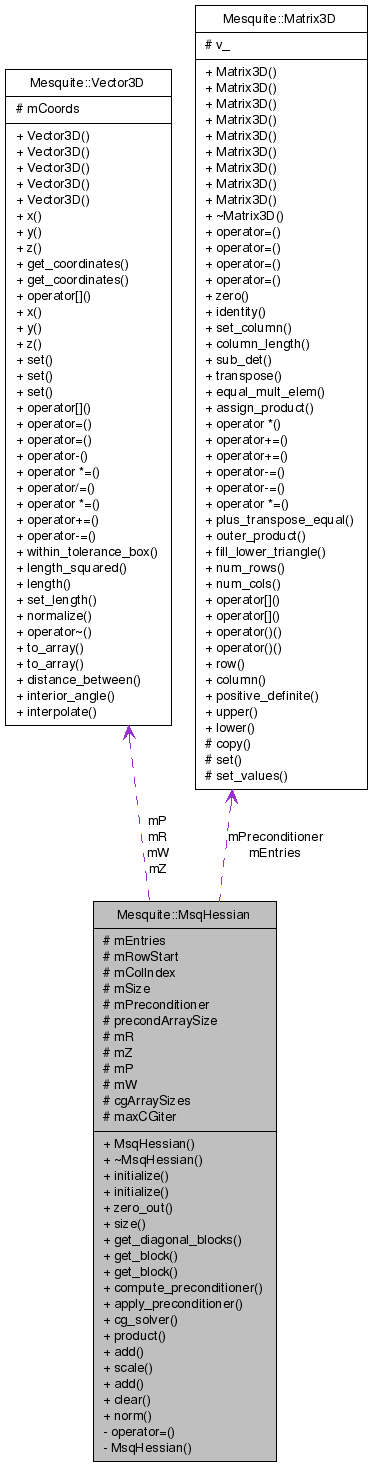 Mesquite::Vector3D
# mCoords
+ Vector3D()
+ Vector3D()
+ Vector3D()
+ Vector3D()
+ Vector3D()
+ x()
+ y()
+ z()
+ get_coordinates()
+ get_coordinates()
+ operator[]()
+ x()
+ y()
+ z()
+ set()
+ set()
+ set()
+ operator[]()
+ operator=()
+ operator=()
+ operator-()
+ operator *=()
+ operator/=()
+ operator *=()
+ operator+=()
+ operator-=()
+ within_tolerance_box()
+ length_squared()
+ length()
+ set_length()
+ normalize()
+ operator~()
+ to_array()
+ to_array()
+ distance_between()
+ interior_angle()
+ interpolate()
Mesquite::Matrix3D
# v_
+ Matrix3D()
+ Matrix3D()
+ Matrix3D()
+ Matrix3D()
+ Matrix3D()
+ Matrix3D()
+ Matrix3D()
+ Matrix3D()
+ Matrix3D()
+ ~Matrix3D()
+ operator=()
+ operator=()
+ operator=()
+ operator=()
+ zero()
+ identity()
+ set_column()
+ column_length()
+ sub_det()
+ transpose()
+ equal_mult_elem()
+ assign_product()
+ operator *()
+ operator+=()
+ operator+=()
+ operator-=()
+ operator-=()
+ operator *=()
+ plus_transpose_equal()
+ outer_product()
+ fill_lower_triangle()
+ num_rows()
+ num_cols()
+ operator[]()
+ operator[]()
+ operator()()
+ operator()()
+ row()
+ column()
+ positive_definite()
+ upper()
+ lower()
# copy()
# set()
# set_values()
mP
mR
mW
mZ
mPreconditioner
mEntries
Mesquite::MsqHessian
# mEntries
# mRowStart
# mColIndex
# mSize
# mPreconditioner
# precondArraySize
# mR
# mZ
# mP
# mW
# cgArraySizes
# maxCGiter
+ MsqHessian()
+ ~MsqHessian()
+ initialize()
+ initialize()
+ zero_out()
+ size()
+ get_diagonal_blocks()
+ get_block()
+ get_block()
+ compute_preconditioner()
+ apply_preconditioner()
+ cg_solver()
+ product()
+ add()
+ scale()
+ add()
+ clear()
+ norm()
- operator=()
- MsqHessian()